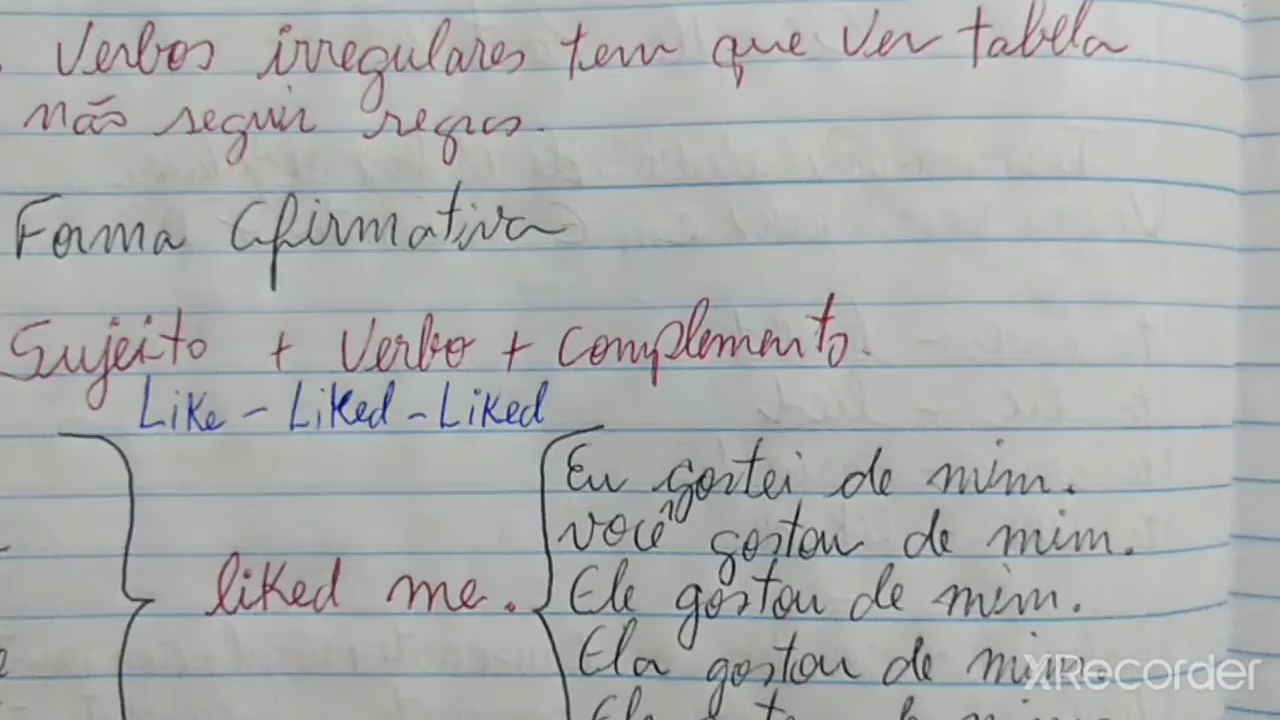 Verbos irregulares tem que ver tabela
não seguir regras.
Forma Afirmativa
Sujeito + Verbo + Complemento.
Like - Liked - Liked
Eu gostei de mim.
você gostou de mim.
liked me.
Ele gostou de mim.
Ela gostou de mim.
XRecorder